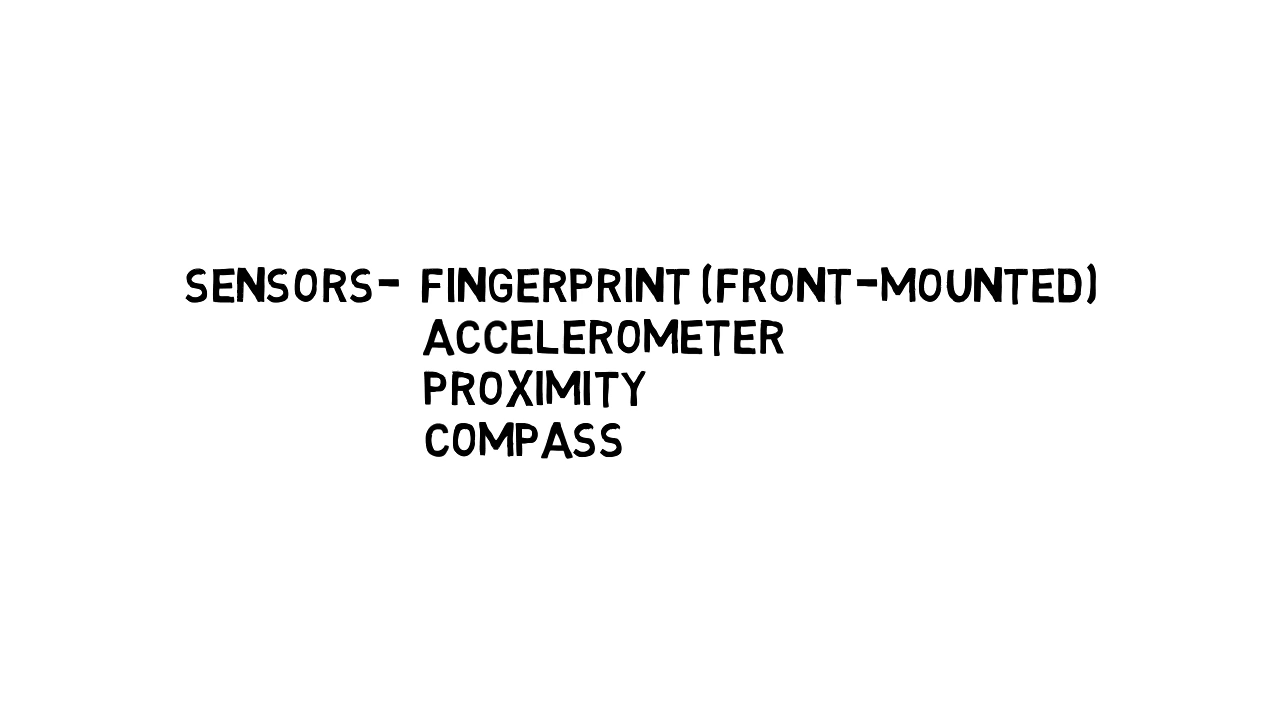 SENSORS- FINGERPRINT (FRONT-MOUNTED)
ACCELEROMETER
PROXIMITY
COMPASS